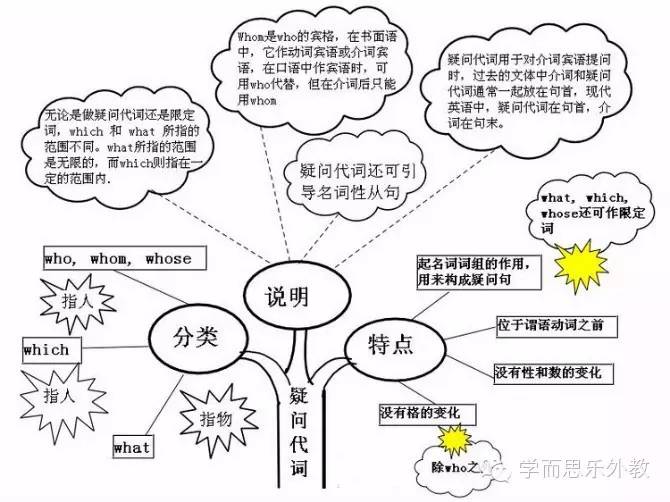 Whom是who的宾格，在书面语
中，它作动词宾语或介词宾
语，在口语中作宾语时，可
用who代替，但在介词后只能
用whom
疑问代词用于对介词宾语提问
时，过去的文体中介词和疑问
代词通常一起放在句首，现代
英语中，疑问代词在句首，介
词在句末。
无论是做疑问代词还是限定
词，which 和 what 所指的
范围不同。what所指的范围
是无限的，而which则指在一
定的范围内.
疑问代词还可引
导名词性从句
what, which,
whose还可作限定
词
who, whom, whose
指人
which
指人
what
指物
分类
说明
特点
起名词词组的作用，
用来构成疑问句
位于谓语动词之前
没有性和数的变化
没有格的变化
除who之
疑问代词
学而思乐外教